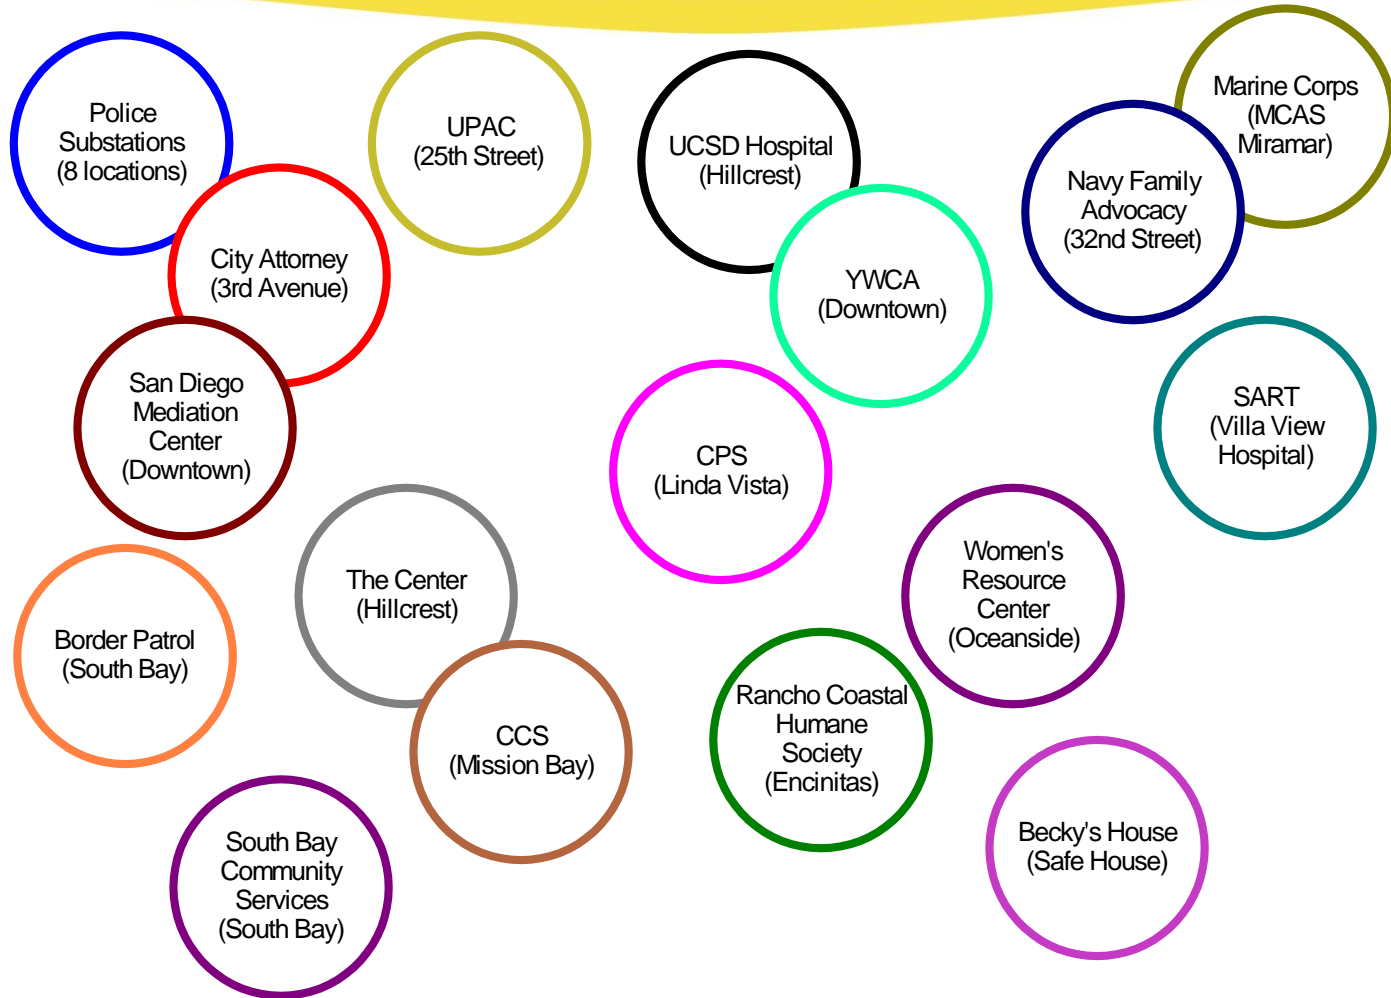 Police
Substations
(8 locations)
UPAC
(25th Street)
UCSD Hospital
(Hillcrest)
Marine Corps
(MCAS
Miramar)
Navy Family
Advocacy
(32nd Street)
City Attorney
(3rd Avenue)
YWCA
(Downtown)
San Diego
Mediation
Center
(Downtown)
CPS
(Linda Vista)
SART
(Villa View
Hospital)
The Center
(Hillcrest)
Women's
Resource
Center
(Oceanside)
Border Patrol
(South Bay)
CCS
(Mission Bay)
Rancho Coastal
Humane
Society
(Encinitas)
South Bay
Community
Services
(South Bay)
Becky's House
(Safe House)